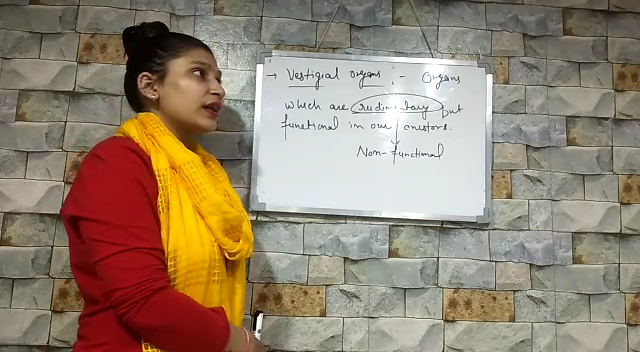 → Vestigial organs :- Organs
which are rudimentary but
functional in our ancestors.
Non-functional